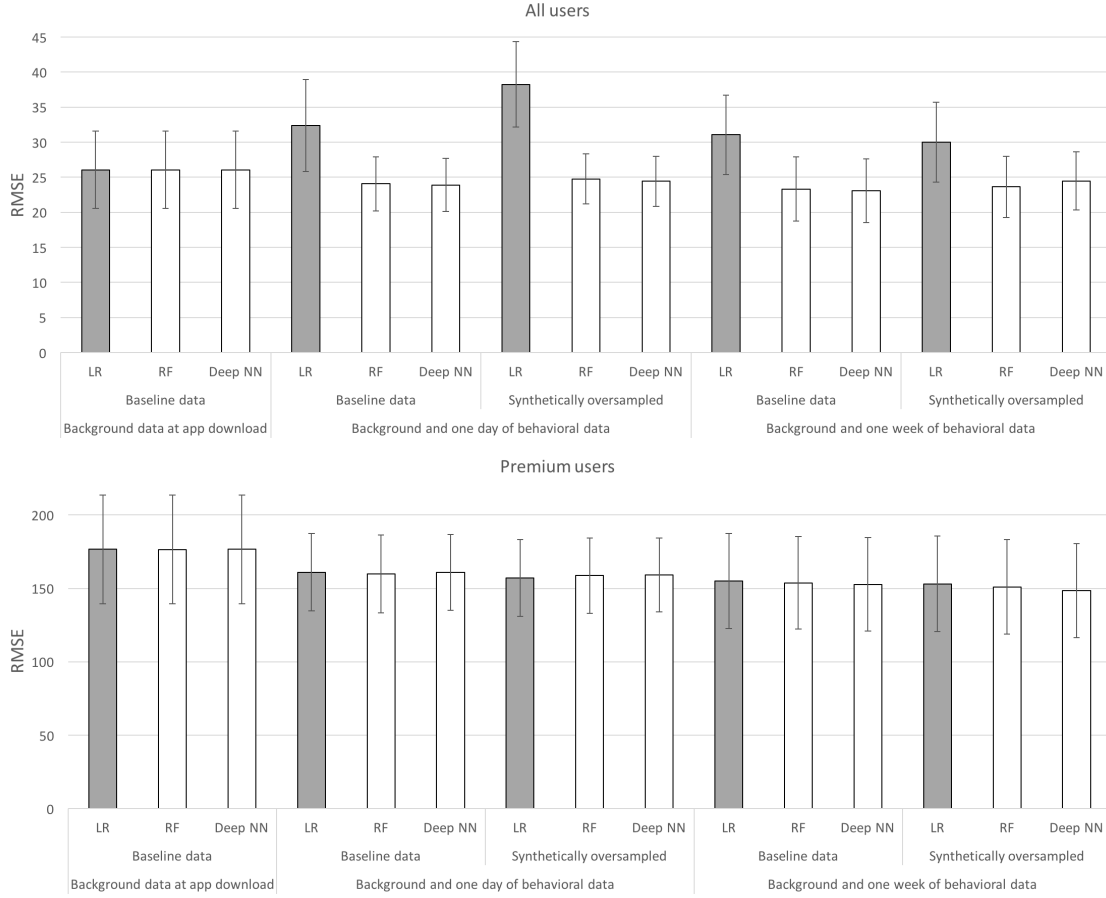 All users
45
40
35
30
25
20
15
10
5
0
RMSE
LR RF Deep NN LR RF Deep NN LR RF Deep NN LR RF Deep NN LR RF Deep NN
Baseline data Baseline data Synthetically oversampled Baseline data Synthetically oversampled
Background data at app download Background and one day of behavioral data Background and one week of behavioral data
Premium users
200
150
100
50
0
RMSE
LR RF Deep NN LR RF Deep NN LR RF Deep NN LR RF Deep NN LR RF Deep NN
Baseline data Baseline data Synthetically oversampled Baseline data Synthetically oversampled
Background data at app download Background and one day of behavioral data Background and one week of behavioral data